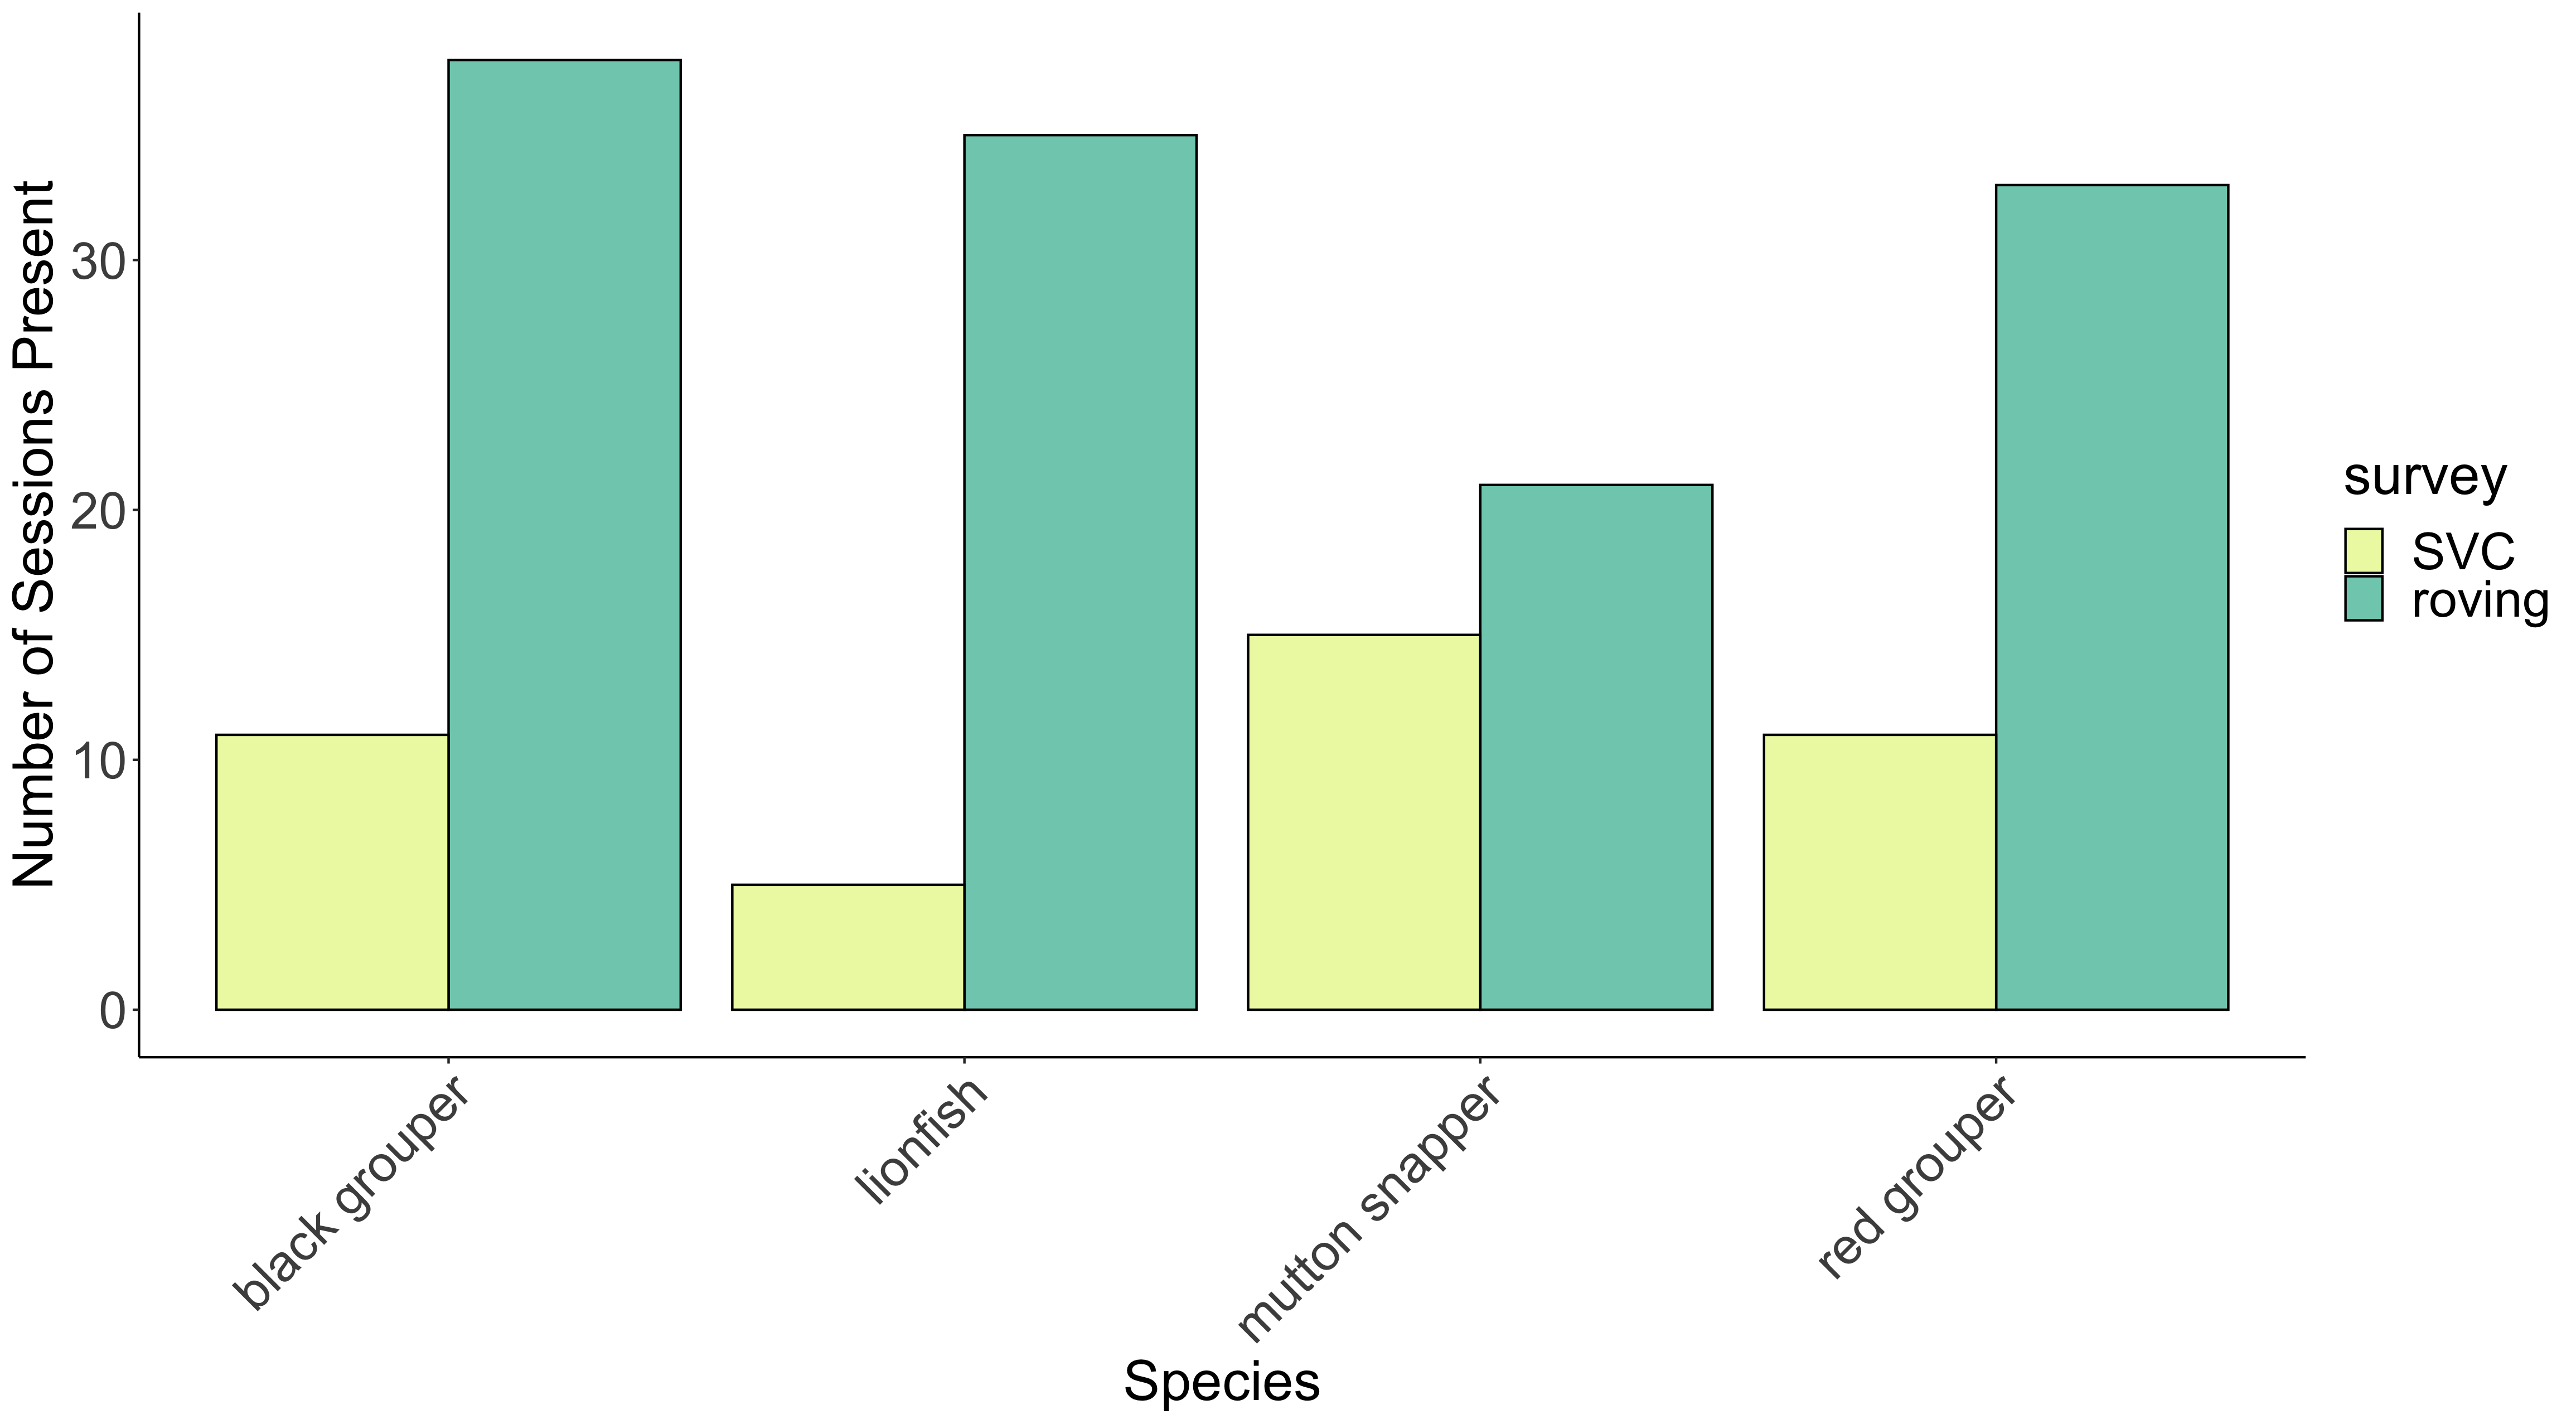 Number of Sessions Present
30
20
10
0
black grouper
lionfish
mutton snapper
red grouper
Species
survey
SVC
roving